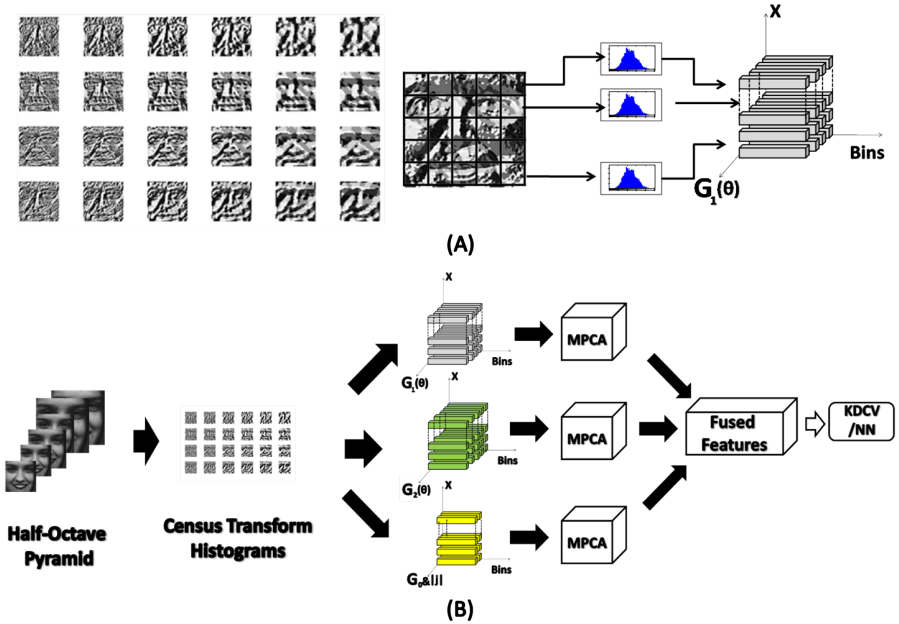 X
Bins
G1(θ)
(A)
X
Bins
G1(θ)
MPCA
X
Bins
G2(θ)
MPCA
Fused
Features
KDCV
/NN
X
Bins
G0&|J|
MPCA
Half-Octave
Pyramid
Census Transform
Histograms
(B)